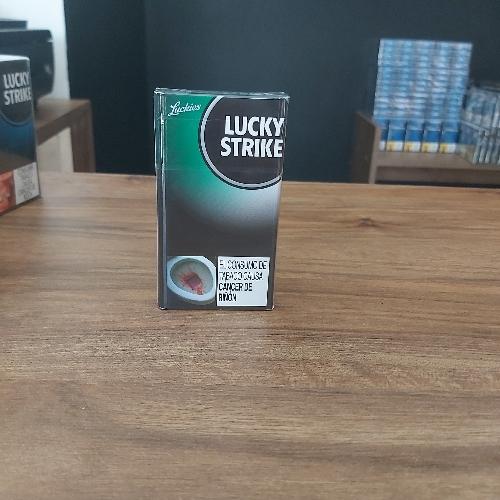 LUCKY
STRIKE
Luckies
LUCKY
STRIKE
EL CONSUMO DE
TABACO CAUSA
CÁNCER DE
RIÑÓN